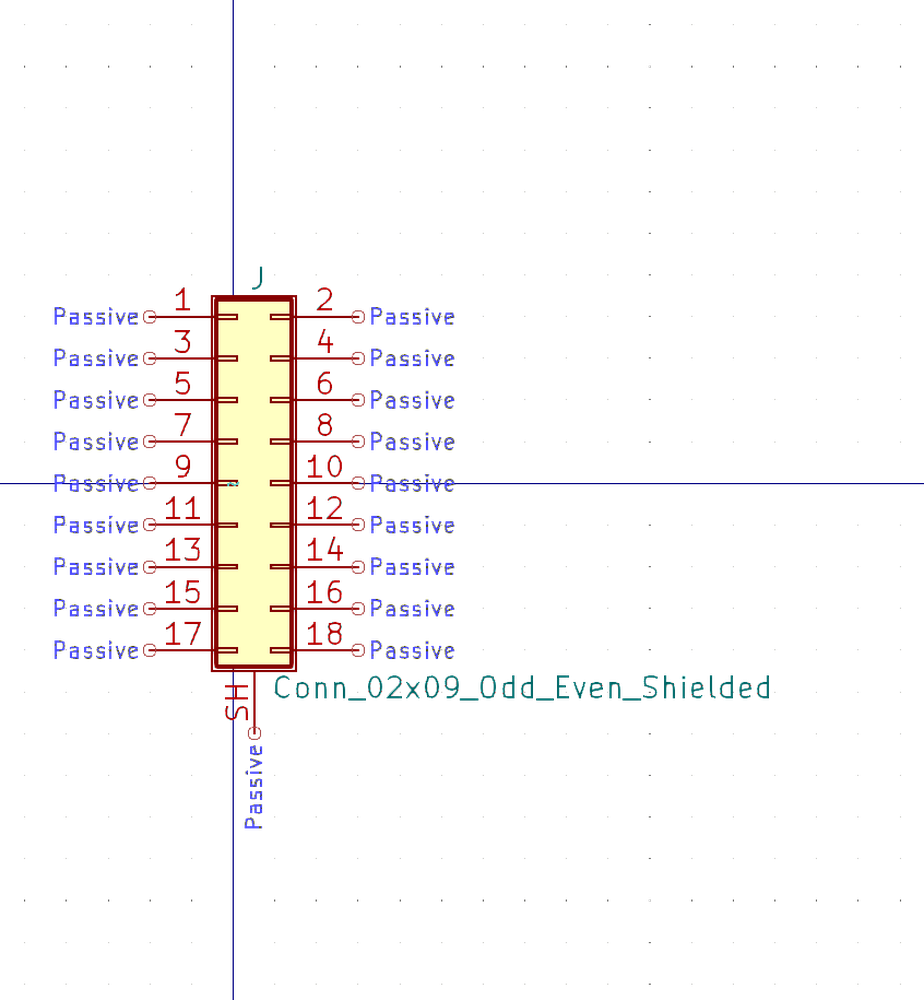 J
Passive 1 2 Passive
Passive 3 4 Passive
Passive 5 6 Passive
Passive 7 8 Passive
Passive 9 10 Passive
Passive 11 12 Passive
Passive 13 14 Passive
Passive 15 16 Passive
Passive 17 18 Passive
SH
Conn_02x09_Odd_Even_Shielded
Passive